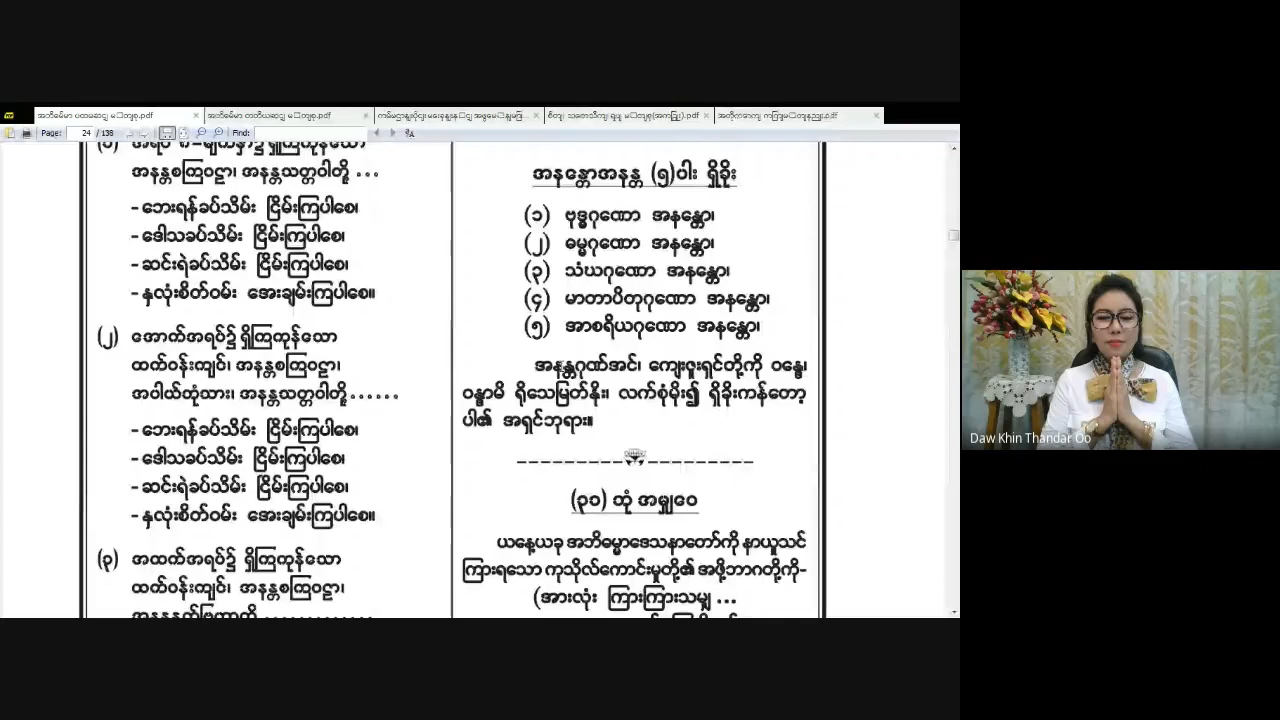 Page: 24 / 138 Find:
အနန္တစကြဝဠာ၊ အနန္တသတ္တဝါတို့ ...
- ဘေးရန်ခပ်သိမ်း ငြိမ်းကြပါစေ၊
- ဒေါသခပ်သိမ်း ငြိမ်းကြပါစေ၊
- ဆင်းရဲခပ်သိမ်း ငြိမ်းကြပါစေ၊
- နှလုံးစိတ်ဝမ်း အေးချမ်းကြပါစေ။
(၂) အောက်အရပ်၌ ရှိကြကုန်သော
ထက်ဝန်းကျင်၊ အနန္တစကြဝဠာ၊
အဝါယ်ထုံသား၊ အနန္တသတ္တဝါတို့ ......
- ဘေးရန်ခပ်သိမ်း ငြိမ်းကြပါစေ၊
- ဒေါသခပ်သိမ်း ငြိမ်းကြပါစေ၊
- ဆင်းရဲခပ်သိမ်း ငြိမ်းကြပါစေ၊
- နှလုံးစိတ်ဝမ်း အေးချမ်းကြပါစေ။
(၃) အထက်အရပ်၌ ရှိကြကုန်သော
ထက်ဝန်းကျင်၊ အနန္တစကြဝဠာ၊
အနန္တောအနန္တ (၅)ပါး ရှိခိုး
(၁) ဗုဒ္ဓဂုဏော အနန္တော၊
(၂) ဓမ္မဂုဏော အနန္တော၊
(၃) သံဃဂုဏော အနန္တော၊
(၄) မာတာပိတုဂုဏော အနန္တော၊
(၅) အာစရိယဂုဏော အနန္တော၊
အနန္တဂုဏ်အင်၊ ကျေးဇူးရှင်တို့ကို ဝန္ဒေ၊
ဝန္ဒာမိ ရိုသေမြတ်နိုး၊ လက်စုံမိုး၍ ရှိခိုးကန်တော့
ပါ၏ အရှင်ဘုရား။
(၃၁) ဘုံ အမျှဝေ
ယနေ့ယခု အဘိဓမ္မာဒေသနာတော်ကို နာယူသင်
ကြားရသော ကုသိုလ်ကောင်းမှုတို့၏ အဖို့ဘာဂတို့ကို-
(အားလုံး ကြားကြားသမျှ ...
Daw Khin Thandar Oo